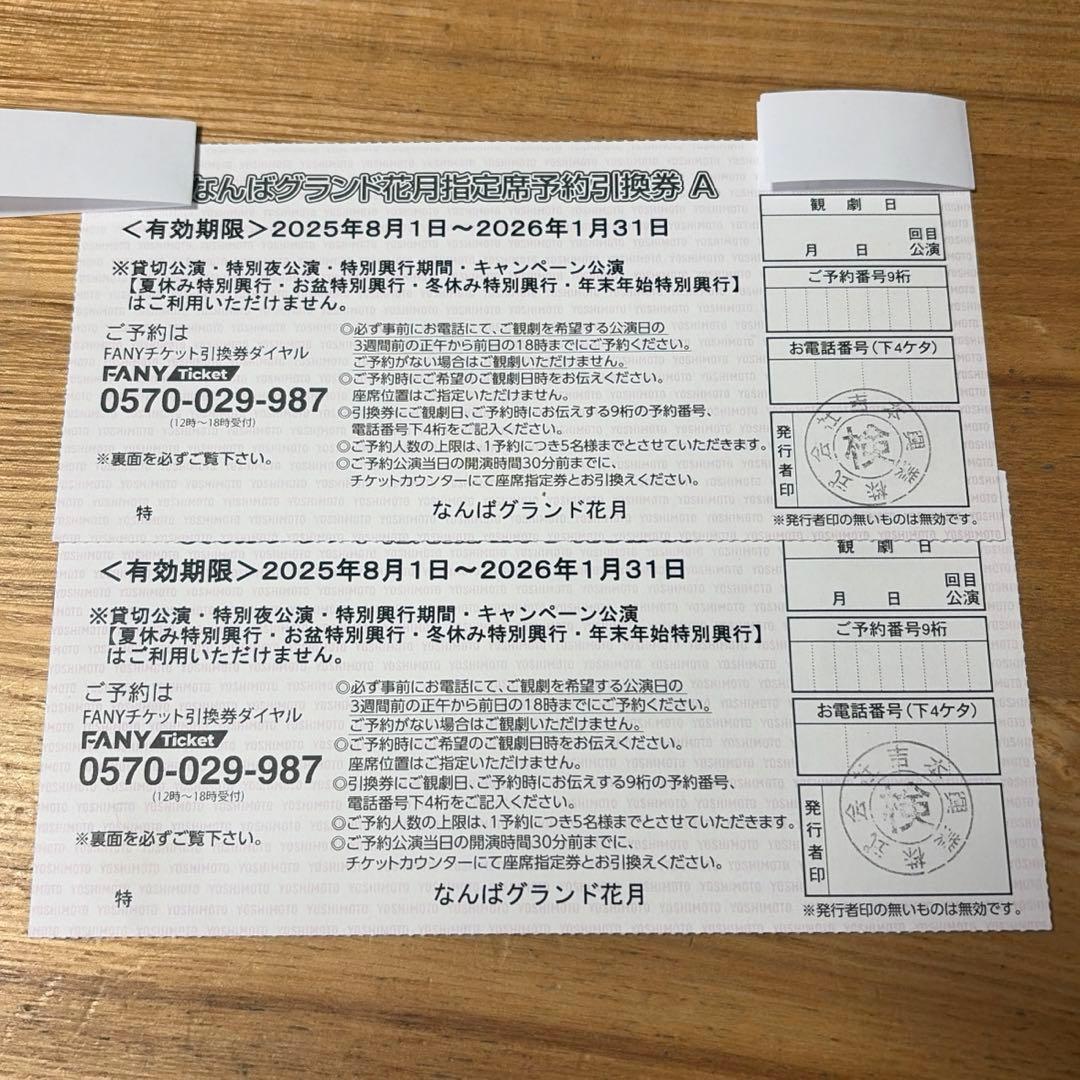 なんばグランド花月指定席予約引換券 A
＜有効期限＞2025年8月1日～2026年1月31日
※貸切公演・特別夜公演・特別興行期間・キャンペーン公演
【夏休み特別興行・お盆特別興行・冬休み特別興行・年末年始特別興行】
はご利用いただけません。
ご予約は
FANYチケット引換券ダイヤル
FANY Ticket
0570-029-987
(12時～18時受付)
※裏面を必ずご覧下さい。
◎必ず事前にお電話にて、ご観劇を希望する公演日の
3週間前の正午から前日の18時までにご予約ください。
ご予約がない場合はご観劇いただけません。
◎ご予約時にご希望のご観劇日時をお伝えください。
座席位置はご指定いただけません。
◎引換券にご観劇日、ご予約時にお伝えする9桁の予約番号、
電話番号下4桁をご記入ください。
◎ご予約人数の上限は、1予約につき5名様までとさせていただきます。
◎ご予約公演当日の開演時間30分前までに、
チケットカウンターにて座席指定券とお引換えください。
特
なんばグランド花月
観劇日
月 日 回目公演
ご予約番号9桁
お電話番号(下4ケタ)
発行者印
※発行者印の無いものは無効です。
＜有効期限＞2025年8月1日～2026年1月31日
※貸切公演・特別夜公演・特別興行期間・キャンペーン公演
【夏休み特別興行・お盆特別興行・冬休み特別興行・年末年始特別興行】
はご利用いただけません。
ご予約は
FANYチケット引換券ダイヤル
FANY Ticket
0570-029-987
(12時～18時受付)
※裏面を必ずご覧下さい。
◎必ず事前にお電話にて、ご観劇を希望する公演日の
3週間前の正午から前日の18時までにご予約ください。
ご予約がない場合はご観劇いただけません。
◎ご予約時にご希望のご観劇日時をお伝えください。
座席位置はご指定いただけません。
◎引換券にご観劇日、ご予約時にお伝えする9桁の予約番号、
電話番号下4桁をご記入ください。
◎ご予約人数の上限は、1予約につき5名様までとさせていただきます。
◎ご予約公演当日の開演時間30分前までに、
チケットカウンターにて座席指定券とお引換えください。
特
なんばグランド花月
観劇日
月 日 回目公演
ご予約番号9桁
お電話番号(下4ケタ)
発行者印
※発行者印の無いものは無効です。